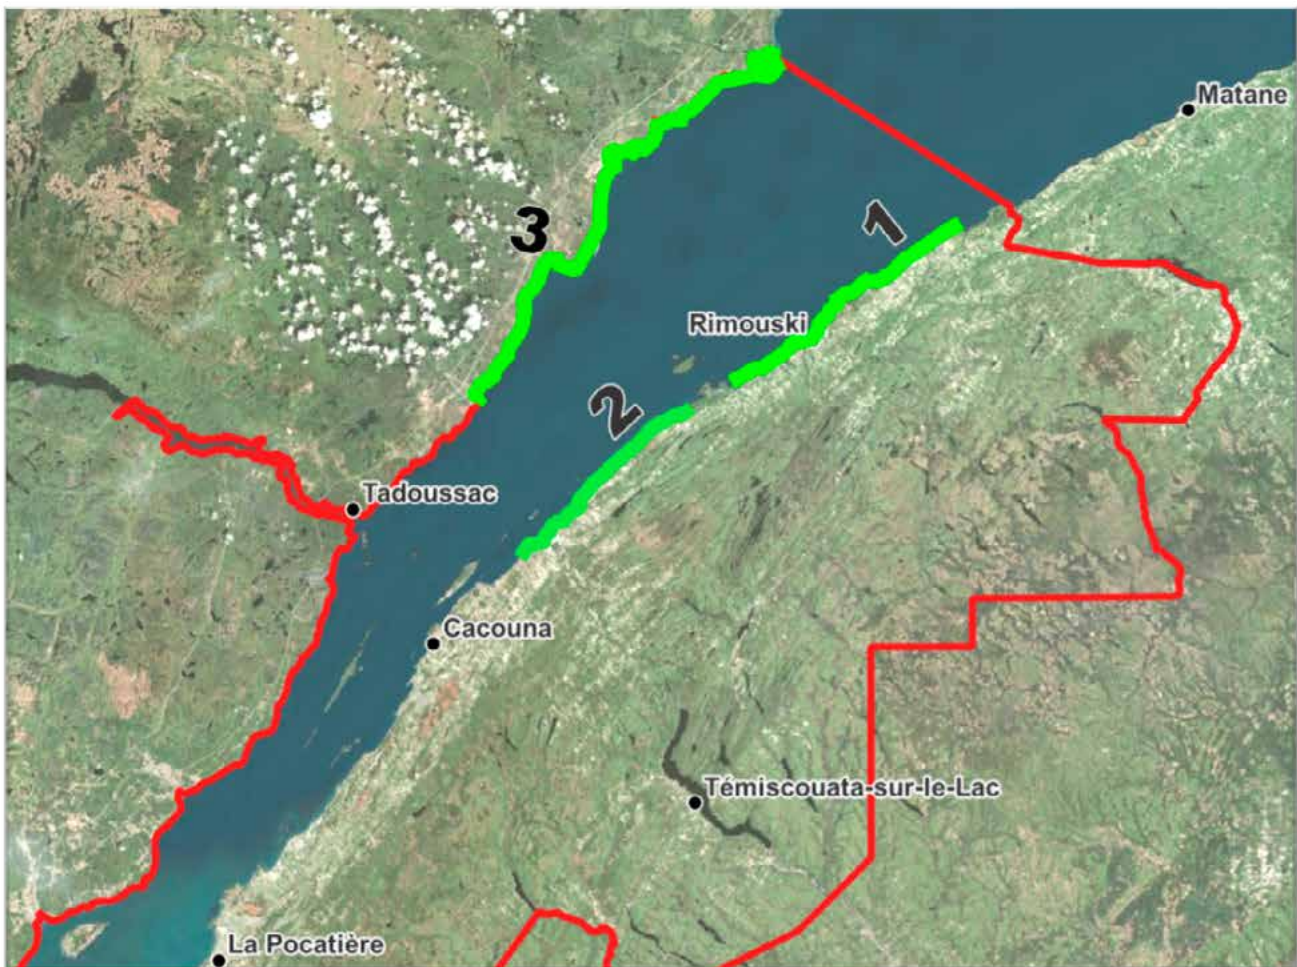 Matane
3
1
Rimouski
2
Tadoussac
Cacouna
Témiscouata-sur-le-Lac
La Pocatière